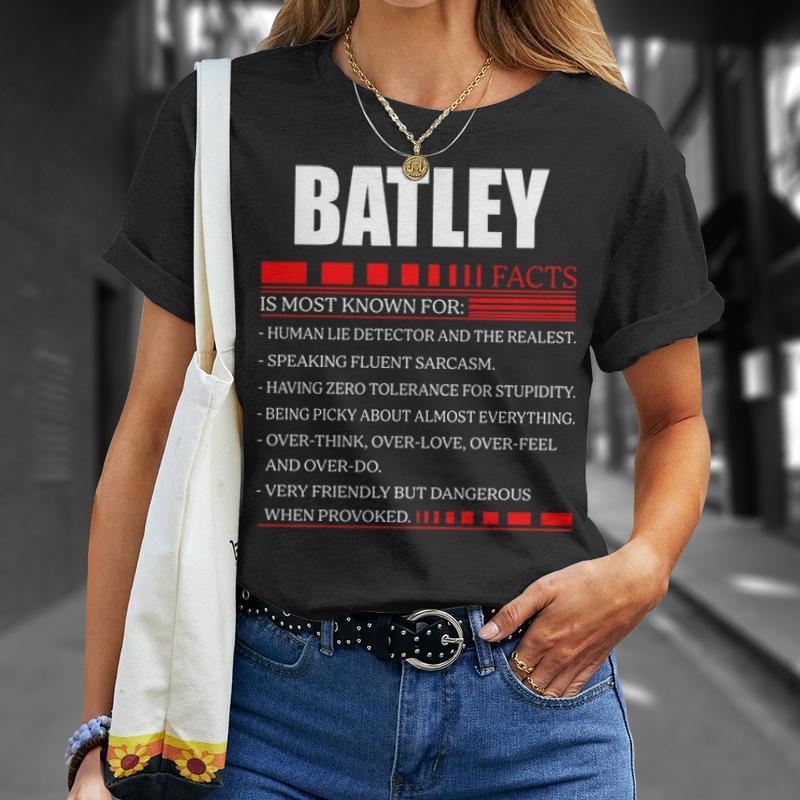 BATLEY
FACTS
IS MOST KNOWN FOR:
- HUMAN LIE DETECTOR AND THE REALEST.
- SPEAKING FLUENT SARCASM.
- HAVING ZERO TOLERANCE FOR STUPIDITY.
- BEING PICKY ABOUT ALMOST EVERYTHING.
- OVER-THINK, OVER-LOVE, OVER-FEEL
AND OVER-DO.
- VERY FRIENDLY BUT DANGEROUS
WHEN PROVOKED.